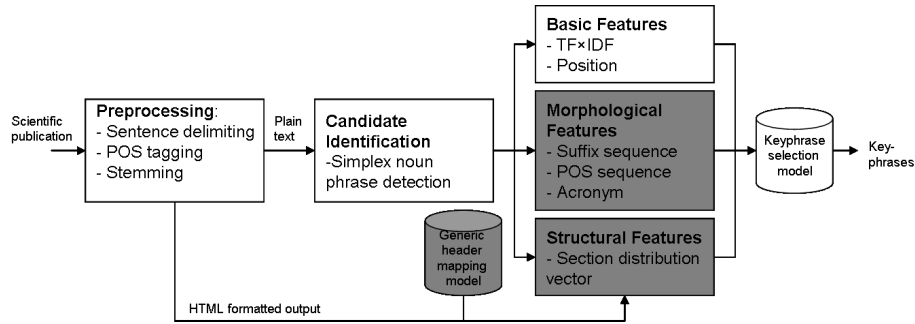 Scientific
publication
Preprocessing:
- Sentence delimiting
- POS tagging
- Stemming
Plain
text
Candidate
Identification
-Simplex noun
phrase detection
Basic Features
- TF×IDF
- Position
Morphological
Features
- Suffix sequence
- POS sequence
- Acronym
Structural Features
- Section distribution
vector
Generic
header
mapping
model
HTML formatted output
Keyphrase
selection
model
Key-
phrases